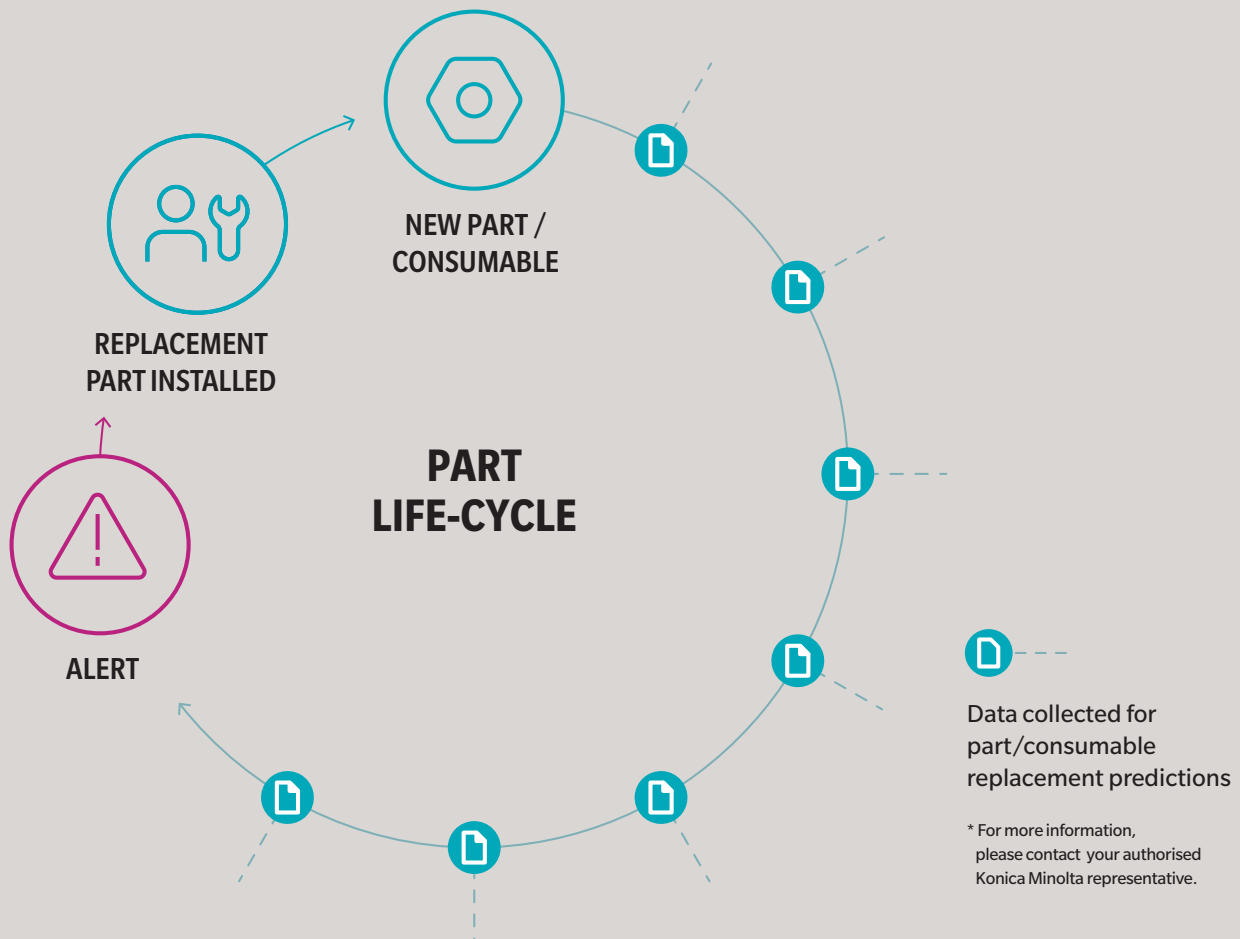 NEW PART /
CONSUMABLE
REPLACEMENT
PART INSTALLED
PART
LIFE-CYCLE
ALERT
Data collected for
part/consumable
replacement predictions
* For more information,
please contact your authorised
Konica Minolta representative.